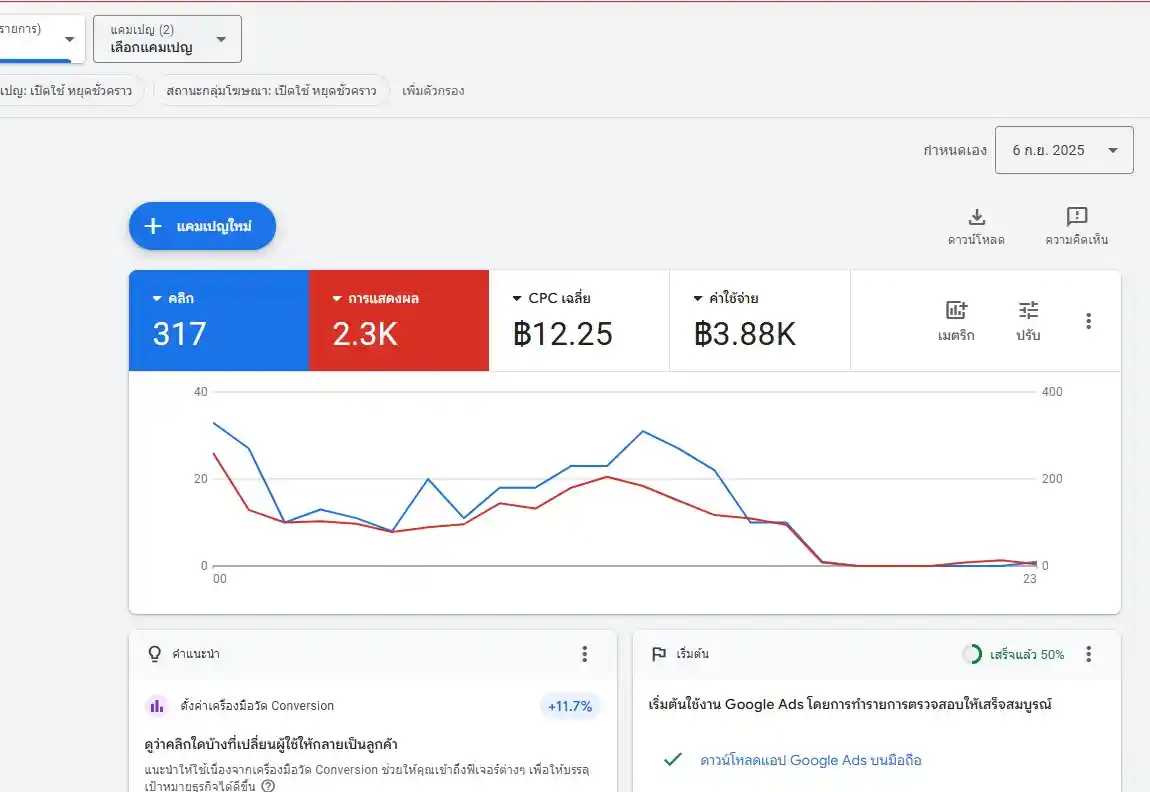 รายการ)
แคมเปญ (2)
เลือกแคมเปญ
เปญ: เปิดใช้ หยุดชั่วคราว
สถานะกลุ่มโฆษณา: เปิดใช้ หยุดชั่วคราว
เพิ่มตัวกรอง
กำหนดเอง
6 ก.ย. 2025
แคมเปญใหม่
ดาวน์โหลด
ความคิดเห็น
คลิก
317
การแสดงผล
2.3K
CPC เฉลี่ย
฿12.25
ค่าใช้จ่าย
฿3.88K
เมตริก
ปรับ
40
400
20
200
0
0
00
23
คำแนะนำ
ตั้งค่าเครื่องมือวัด Conversion
+11.7%
ดูว่าคลิกใดบ้างที่เปลี่ยนผู้ใช้ให้กลายเป็นลูกค้า
แนะนำให้ใช้เนื่องจากเครื่องมือวัด Conversion ช่วยให้คุณเข้าถึงฟีเจอร์ต่างๆ เพื่อให้บรรลุ
เป้าหมายธุรกิจได้ดีขึ้น
เริ่มต้น
เสร็จแล้ว 50%
เริ่มต้นใช้งาน Google Ads โดยการทำรายการตรวจสอบให้เสร็จสมบูรณ์
ดาวน์โหลดแอป Google Ads บนมือถือ